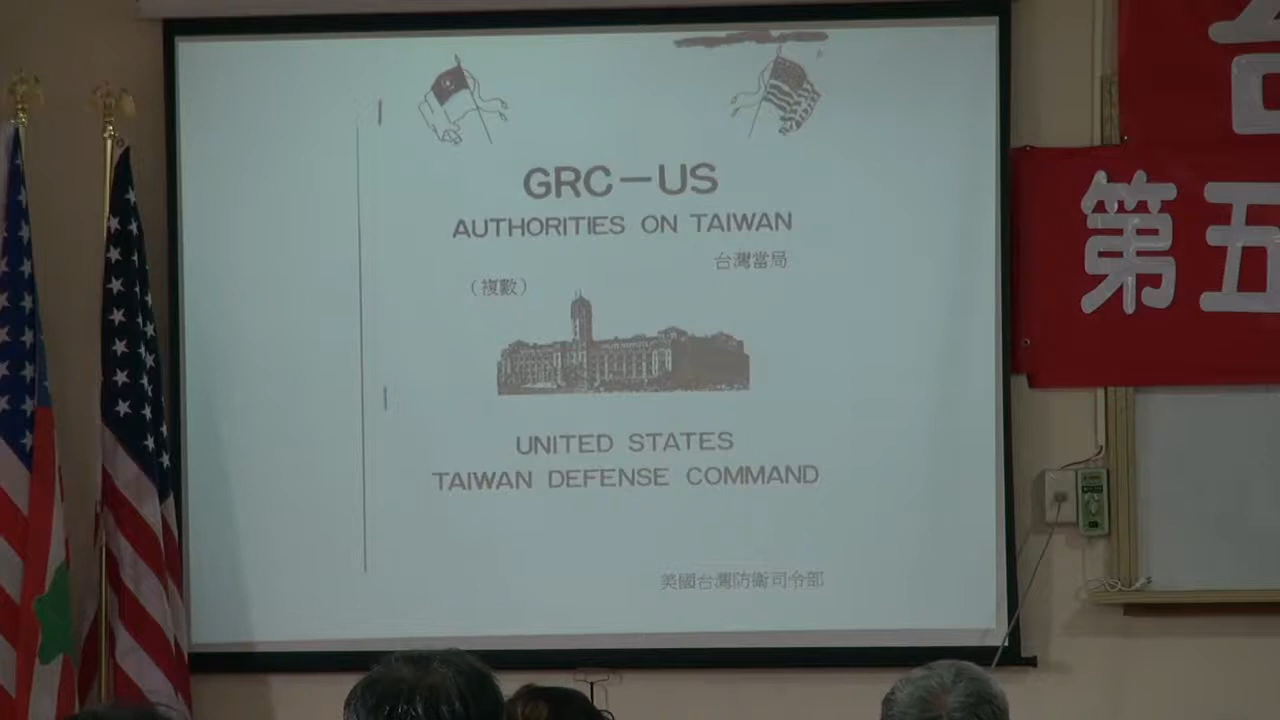 GRC－US
AUTHORITIES ON TAIWAN
台灣當局
（複數）
UNITED STATES
TAIWAN DEFENSE COMMAND
美國台灣防衛司令部
第五